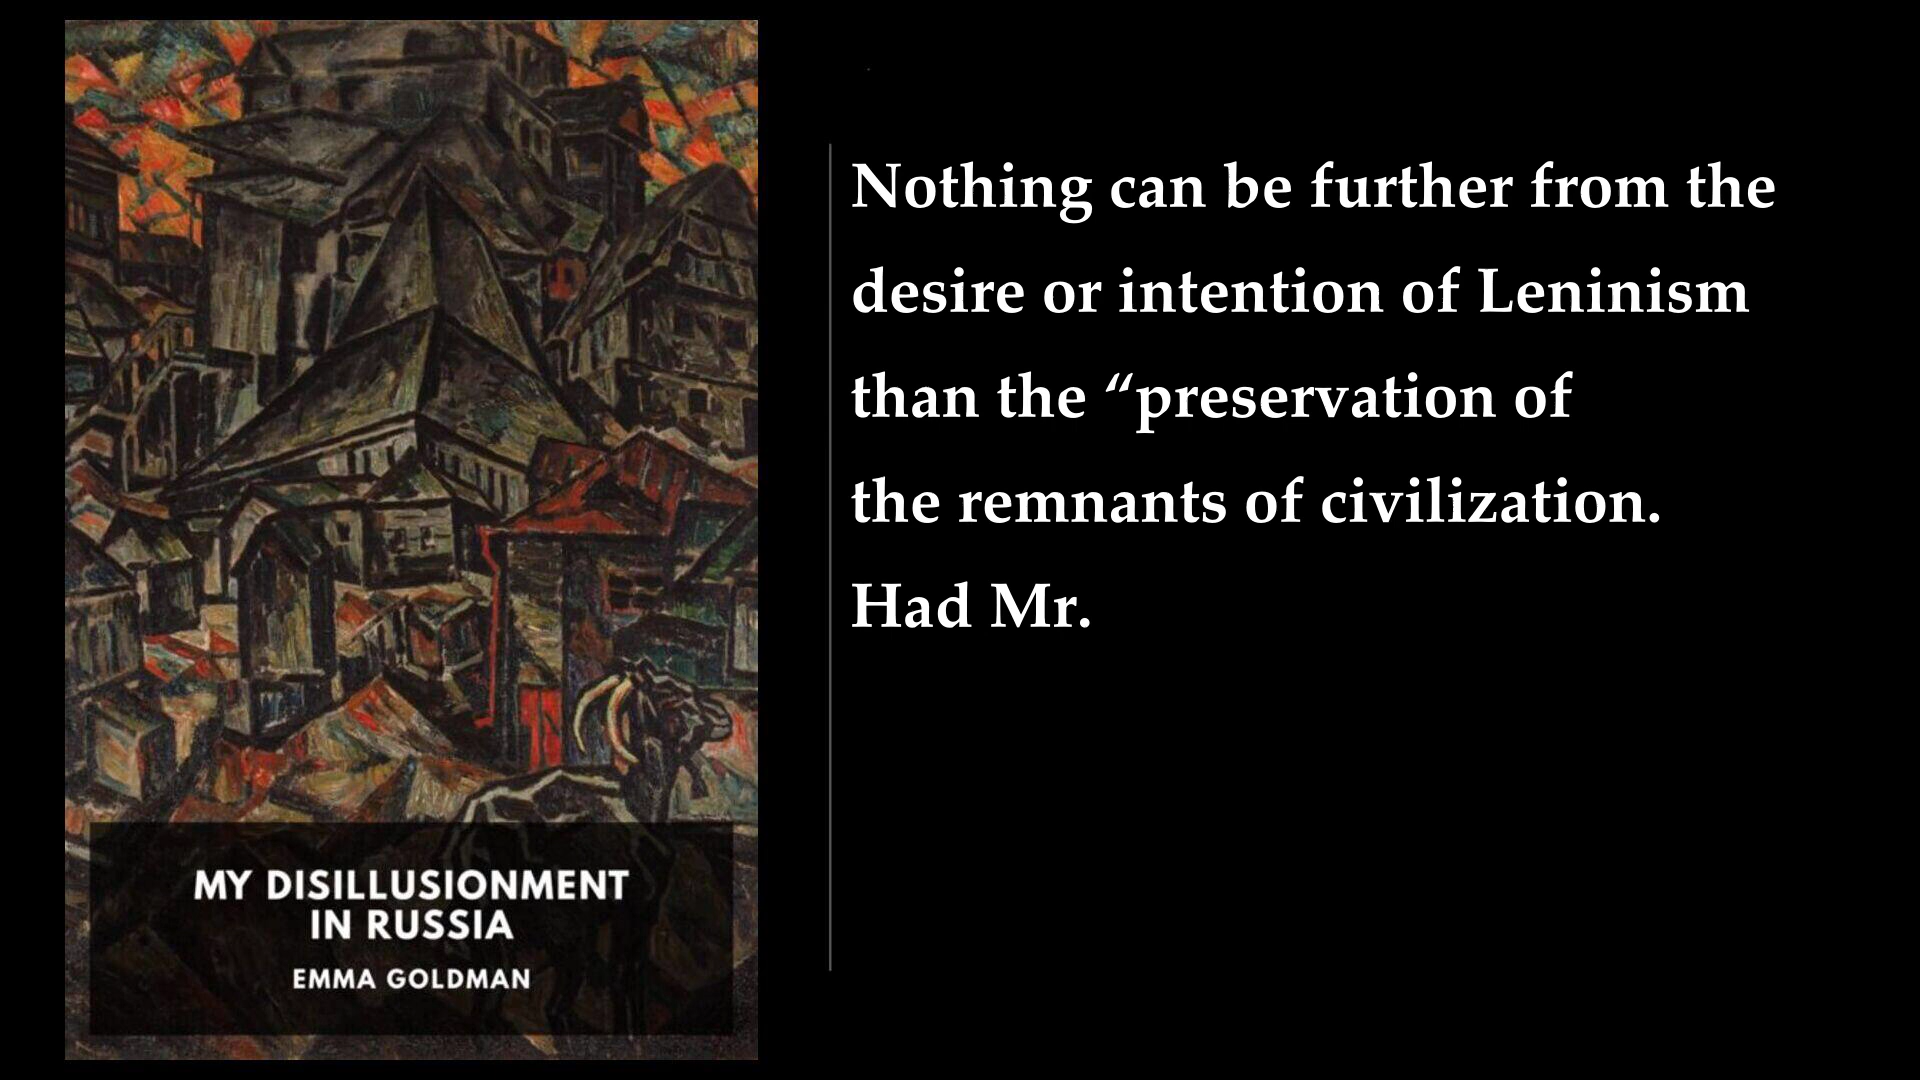 Nothing can be further from the
desire or intention of Leninism
than the “preservation of
the remnants of civilization.
Had Mr.
MY DISILLUSIONMENT
IN RUSSIA
EMMA GOLDMAN